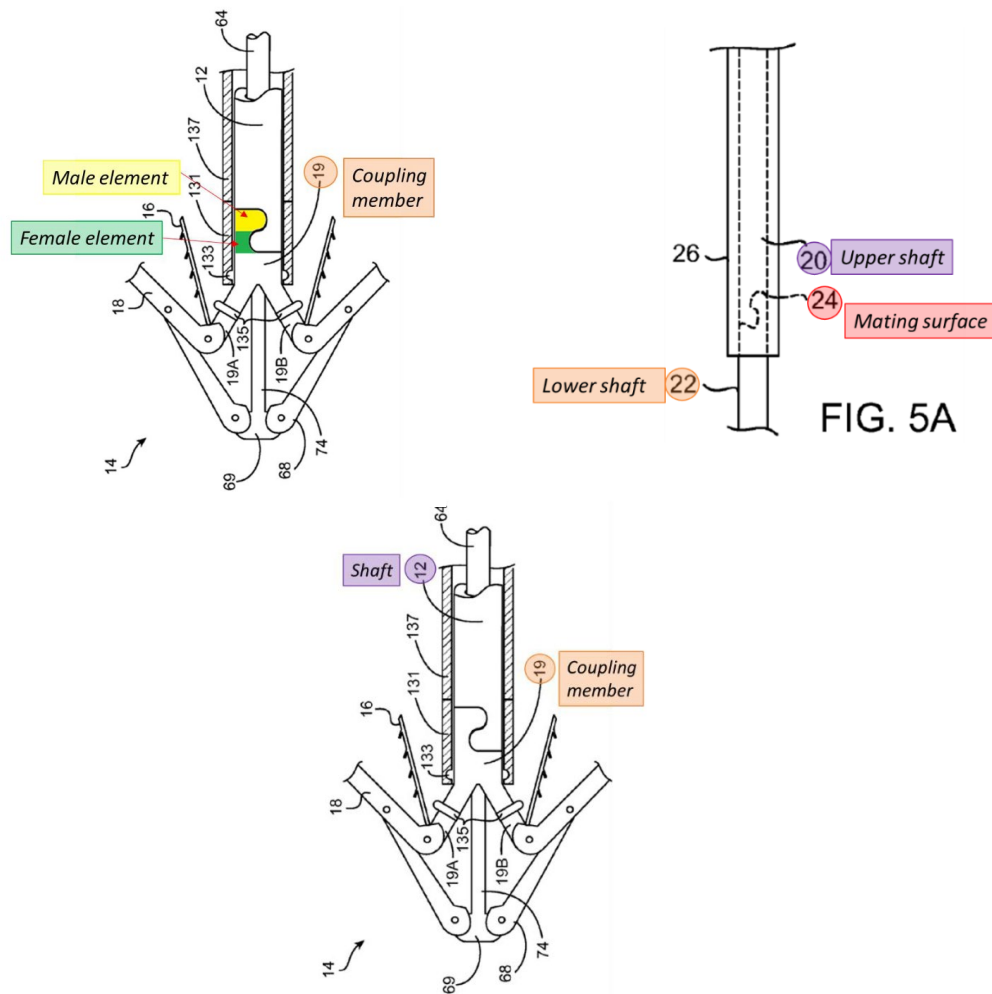 64
12
137
19
Coupling
member
Male element
131
16
Female element
133
18
19A
135
19B
14
69
68
74
26
20
Upper shaft
24
Mating surface
Lower shaft
22
FIG. 5A
64
Shaft
12
137
19
Coupling
member
131
16
133
18
19A
135
19B
14
69
68
74